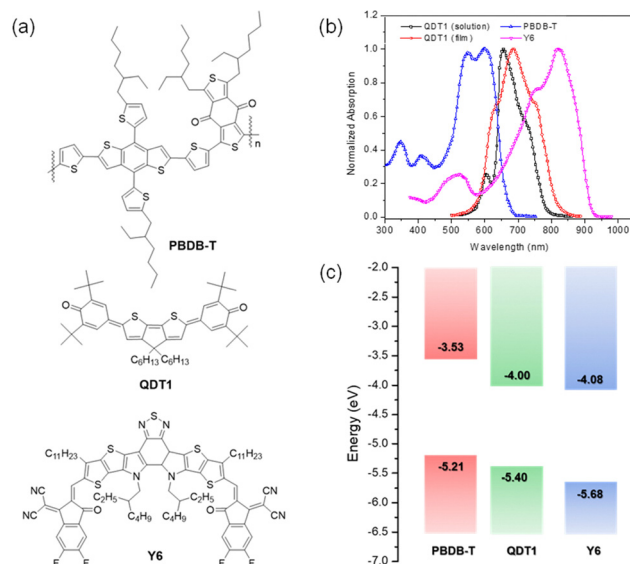 (a)
S
S
O
O
S
S
S
S
S
S
S
n
S
PBDB-T
O
S
S
O
C6H13 C6H13
QDT1
S
N N
C11H23
S
S
C11H23
S
N
N
S
CN
NC
C2H5
C2H5
C4H9
C4H9
O
O
CN
CN
F
F
F
F
Y6
(b)
QDT1 (solution)
PBDB-T
QDT1 (film)
Y6
Normalized Absorption
1.0
0.8
0.6
0.4
0.2
0.0
300 400 500 600 700 800 900 1000
Wavelength (nm)
(c)
Energy (eV)
-2.0
-2.5
-3.0
-3.5
-4.0
-4.5
-5.0
-5.5
-6.0
-6.5
-7.0
-3.53
-4.00
-4.08
-5.21
-5.40
-5.68
PBDB-T QDT1 Y6